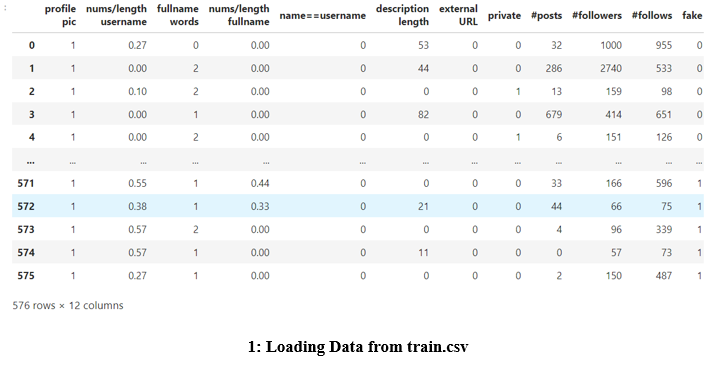 :
profile pic nums/length username fullname words nums/length fullname name==username description length external URL private #posts #followers #follows fake
0 1 0.27 0 0.00 0 53 0 0 32 1000 955 0
1 1 0.00 2 0.00 0 44 0 0 286 2740 533 0
2 1 0.10 2 0.00 0 0 0 1 13 159 98 0
3 1 0.00 1 0.00 0 82 0 0 679 414 651 0
4 1 0.00 2 0.00 0 0 0 1 6 151 126 0
... ... ... ... ... ... ... ... ... ... ... ... ...
571 1 0.55 1 0.44 0 0 0 0 33 166 596 1
572 1 0.38 1 0.33 0 21 0 0 44 66 75 1
573 1 0.57 2 0.00 0 0 0 0 4 96 339 1
574 1 0.57 1 0.00 0 11 0 0 0 57 73 1
575 1 0.27 1 0.00 0 0 0 0 2 150 487 1
576 rows × 12 columns
1: Loading Data from train.csv